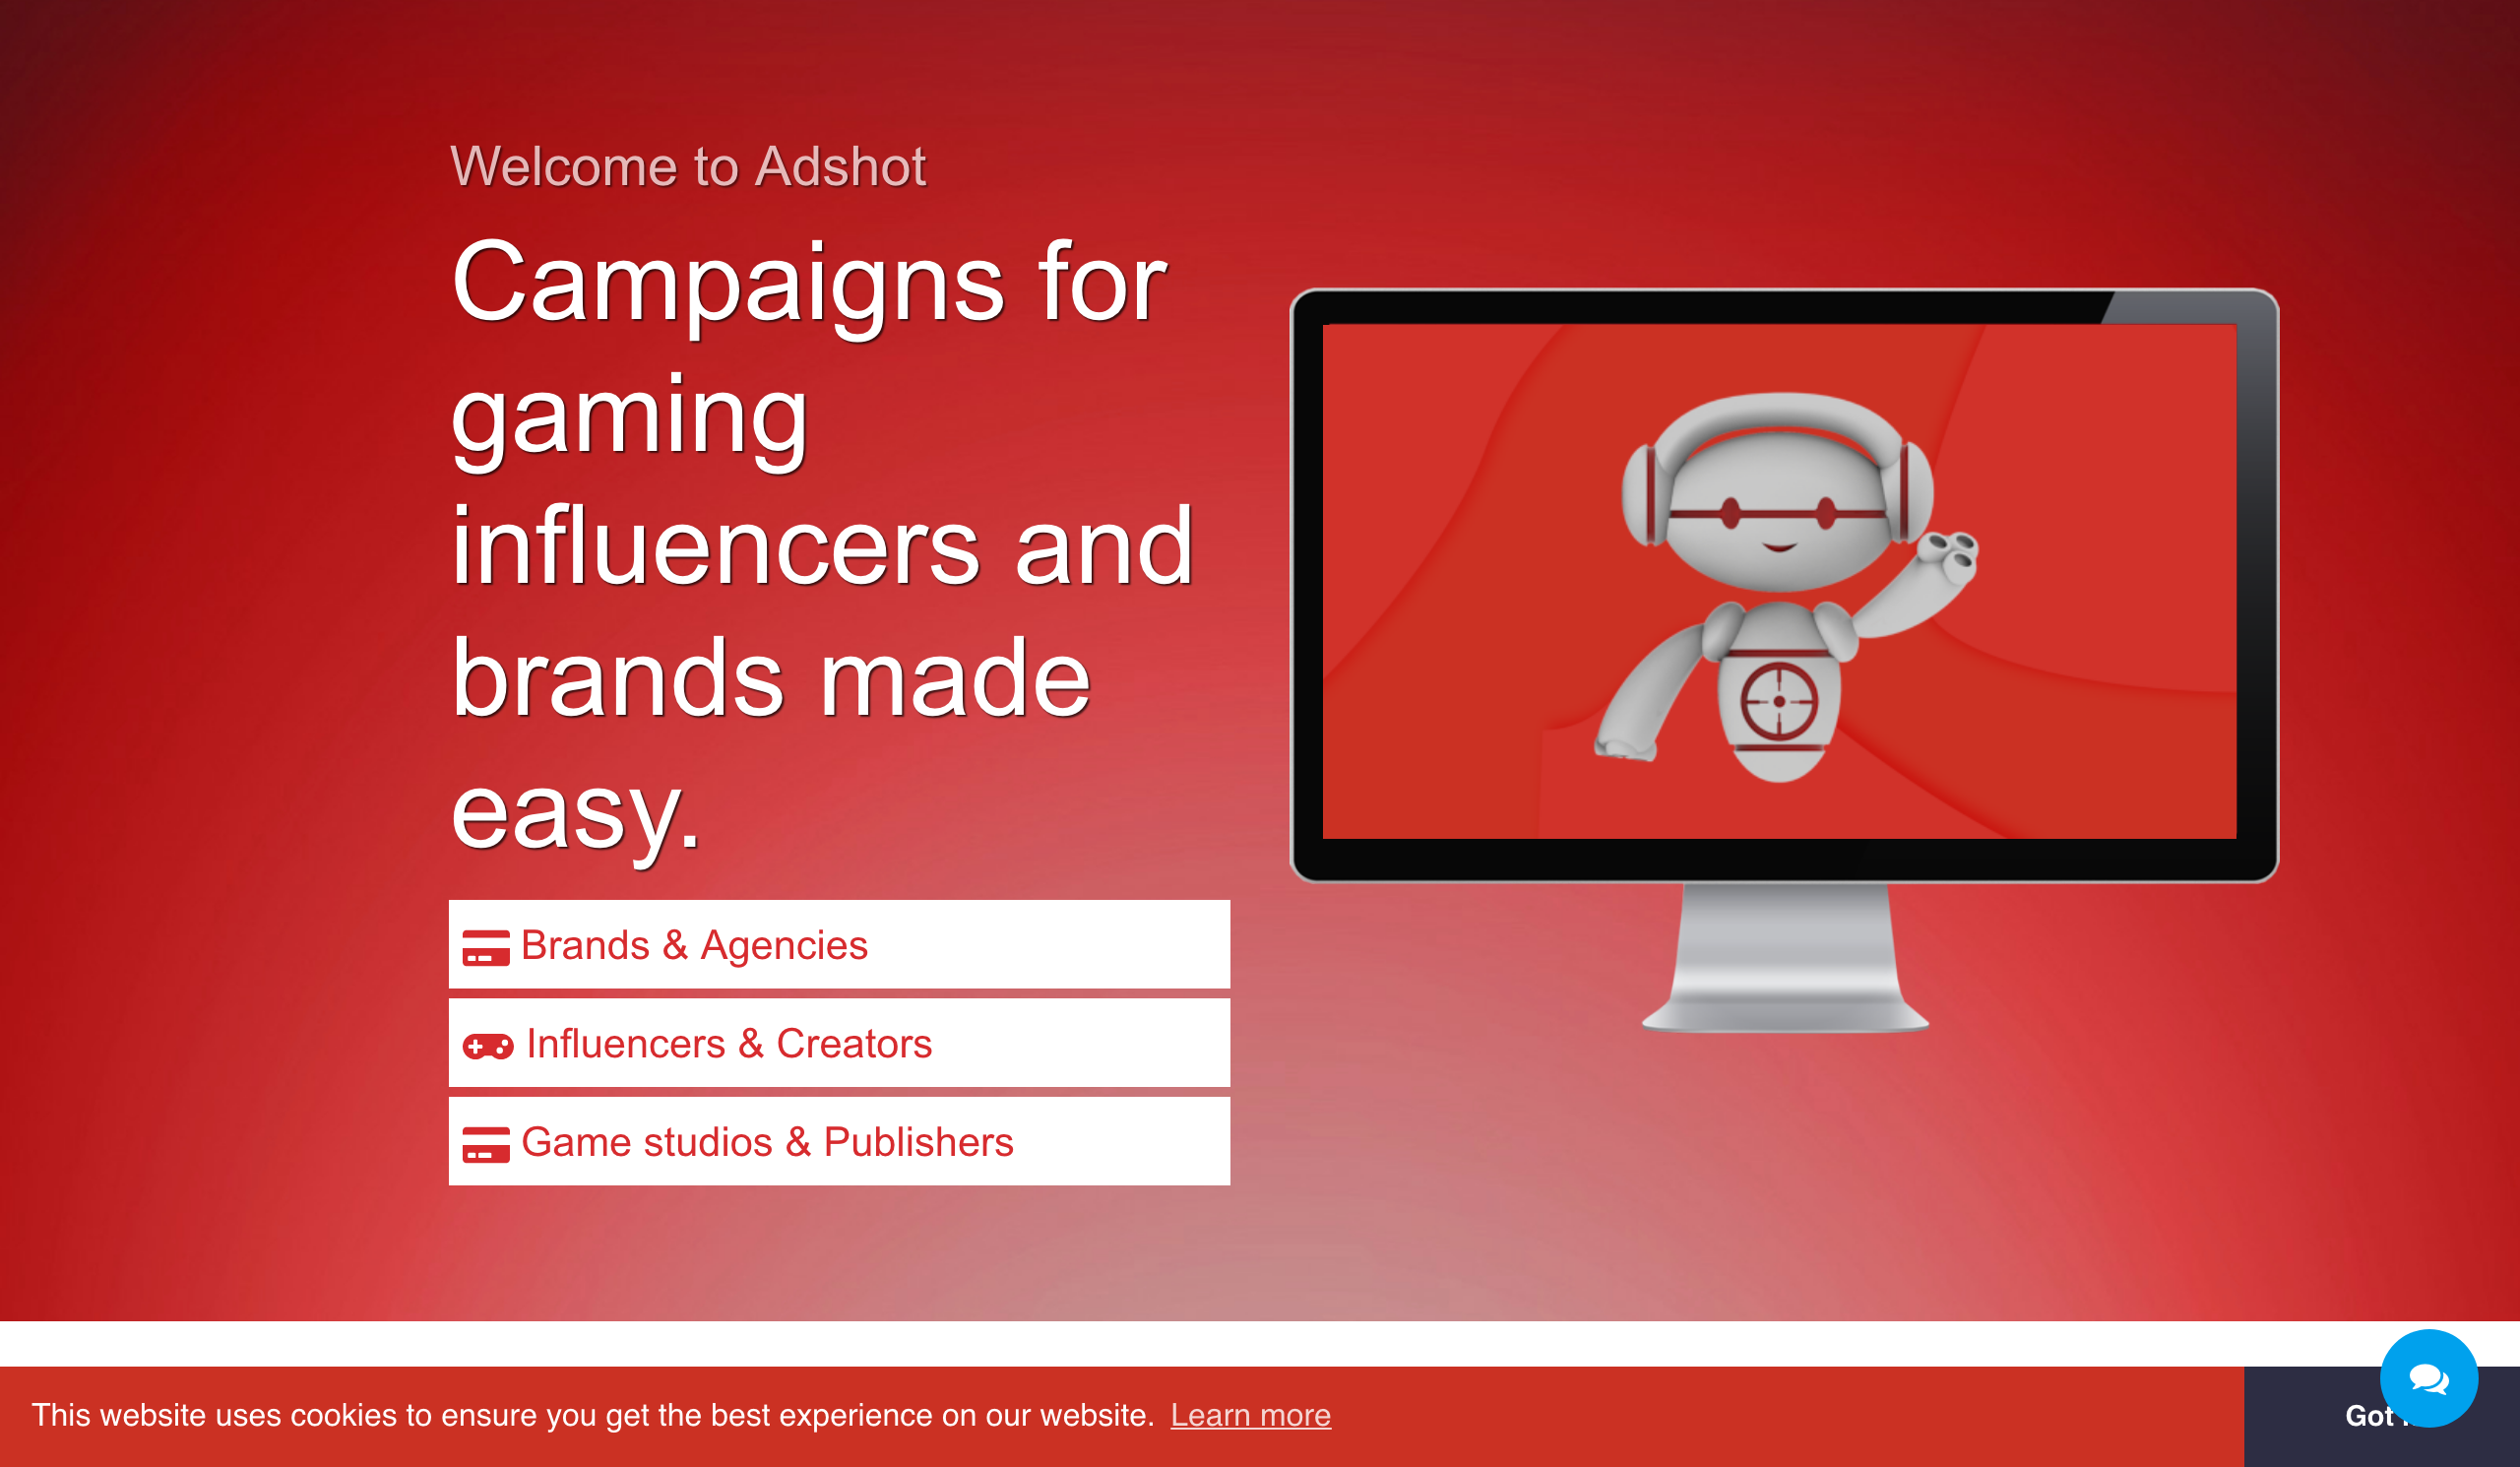 Welcome to Adshot
Campaigns for
gaming
influencers and
brands made
easy.
Brands & Agencies
Influencers & Creators
Game studios & Publishers
This website uses cookies to ensure you get the best experience on our website. Learn more
Got